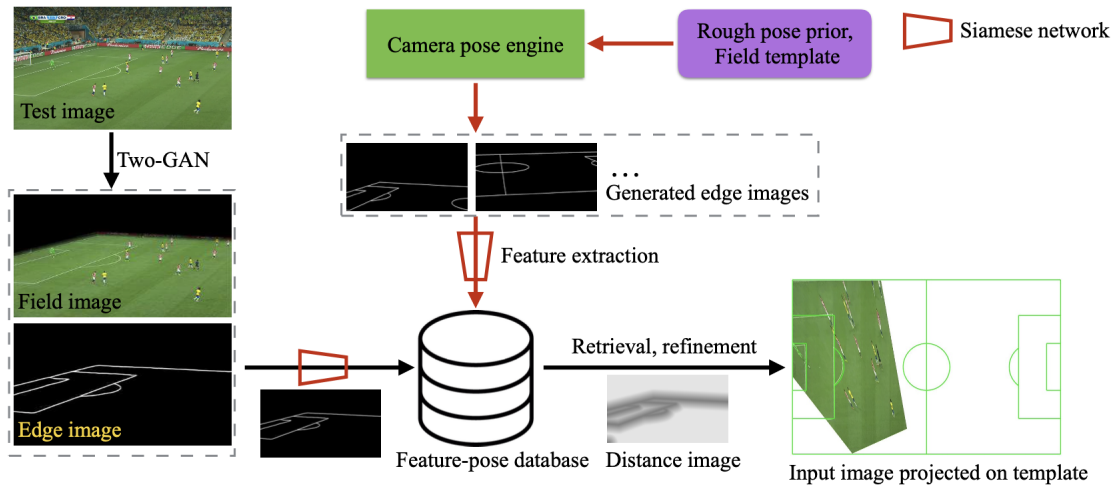 Camera pose engine
Rough pose prior,
Field template
Siamese network
Test image
Two-GAN
Generated edge images
...
Feature extraction
Field image
Edge image
Retrieval, refinement
Feature-pose database
Distance image
Input image projected on template